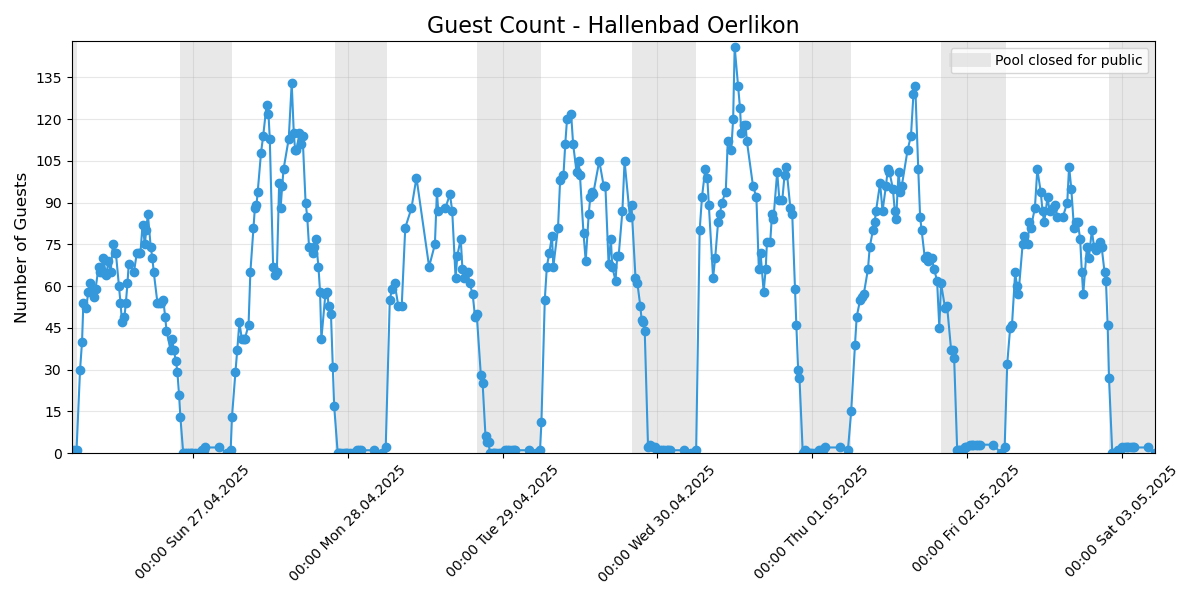 Guest Count - Hallenbad Oerlikon
Pool closed for public
Number of Guests
135
120
105
90
75
60
45
30
15
0
00:00 Sun 27.04.2025
00:00 Mon 28.04.2025
00:00 Tue 29.04.2025
00:00 Wed 30.04.2025
00:00 Thu 01.05.2025
00:00 Fri 02.05.2025
00:00 Sat 03.05.2025